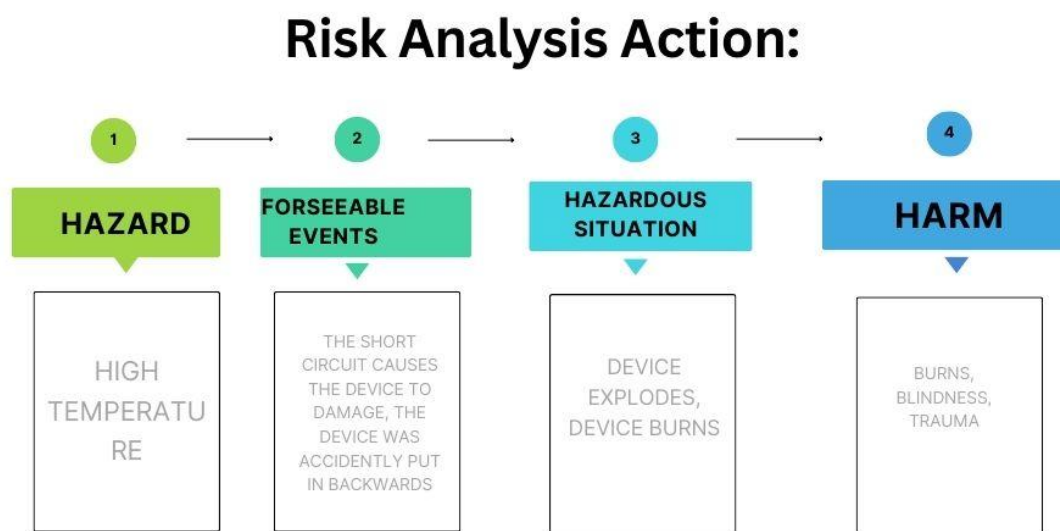 Risk Analysis Action:
1
2
3
4
HAZARD
FORSEEABLE
EVENTS
HAZARDOUS
SITUATION
HARM
HIGH
TEMPERATU
RE
THE SHORT
CIRCUIT CAUSES
THE DEVICE TO
DAMAGE, THE
DEVICE WAS
ACCIDENTLY PUT
IN BACKWARDS
DEVICE
EXPLODES,
DEVICE BURNS
BURNS,
BLINDNESS,
TRAUMA